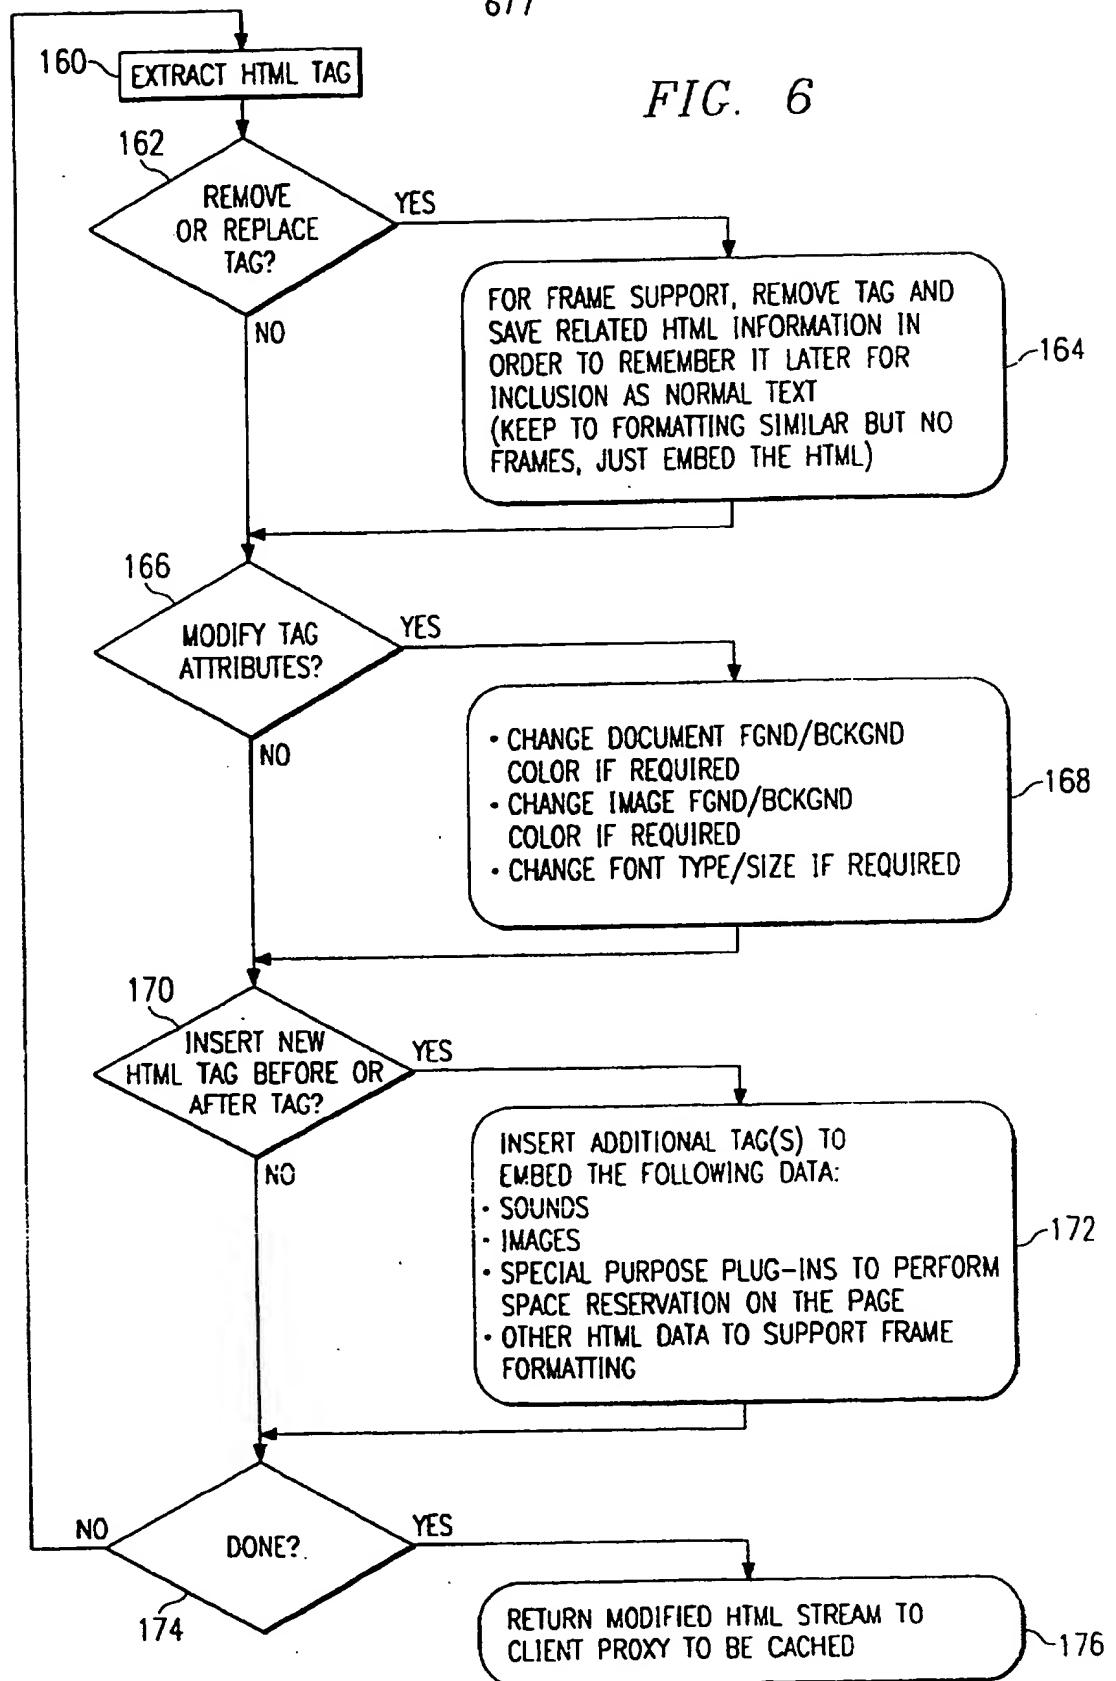 6/7
160
EXTRACT HTML TAG
FIG. 6
162
REMOVE
OR REPLACE
TAG?
YES
NO
FOR FRAME SUPPORT, REMOVE TAG AND
SAVE RELATED HTML INFORMATION IN
ORDER TO REMEMBER IT LATER FOR
INCLUSION AS NORMAL TEXT
(KEEP TO FORMATTING SIMILAR BUT NO
FRAMES, JUST EMBED THE HTML)
164
166
MODIFY TAG
ATTRIBUTES?
YES
NO
• CHANGE DOCUMENT FGND/BCKGND
COLOR IF REQUIRED
• CHANGE IMAGE FGND/BCKGND
COLOR IF REQUIRED
• CHANGE FONT TYPE/SIZE IF REQUIRED
168
170
INSERT NEW
HTML TAG BEFORE OR
AFTER TAG?
YES
NO
INSERT ADDITIONAL TAG(S) TO
EMBED THE FOLLOWING DATA:
• SOUNDS
• IMAGES
• SPECIAL PURPOSE PLUG-INS TO PERFORM
SPACE RESERVATION ON THE PAGE
• OTHER HTML DATA TO SUPPORT FRAME
FORMATTING
172
NO
DONE?
YES
174
RETURN MODIFIED HTML STREAM TO
CLIENT PROXY TO BE CACHED
176